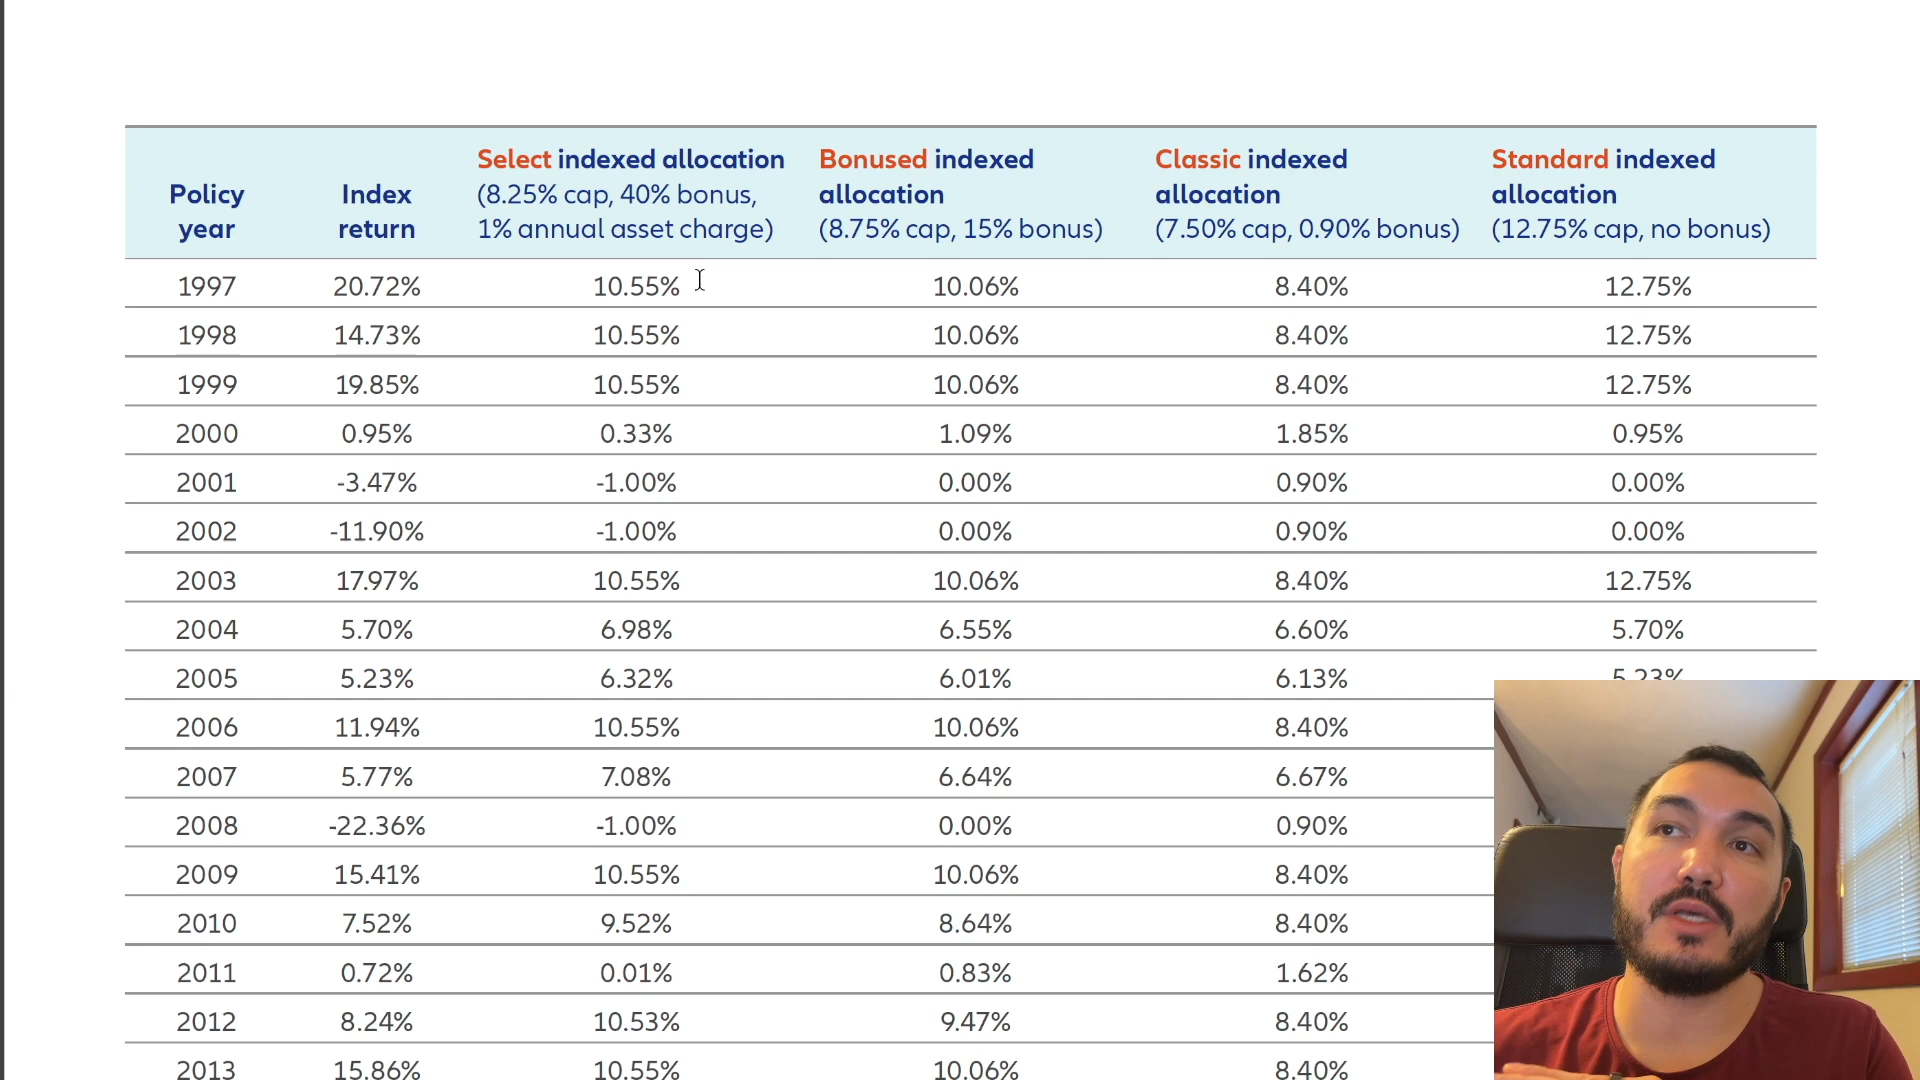 Policy year
Index return
Select indexed allocation
(8.25% cap, 40% bonus,
1% annual asset charge)
Bonused indexed
allocation
(8.75% cap, 15% bonus)
Classic indexed
allocation
(7.50% cap, 0.90% bonus)
Standard indexed
allocation
(12.75% cap, no bonus)
1997 20.72% 10.55% 10.06% 8.40% 12.75%
1998 14.73% 10.55% 10.06% 8.40% 12.75%
1999 19.85% 10.55% 10.06% 8.40% 12.75%
2000 0.95% 0.33% 1.09% 1.85% 0.95%
2001 -3.47% -1.00% 0.00% 0.90% 0.00%
2002 -11.90% -1.00% 0.00% 0.90% 0.00%
2003 17.97% 10.55% 10.06% 8.40% 12.75%
2004 5.70% 6.98% 6.55% 6.60% 5.70%
2005 5.23% 6.32% 6.01% 6.13% 5.23%
2006 11.94% 10.55% 10.06% 8.40%
2007 5.77% 7.08% 6.64% 6.67%
2008 -22.36% -1.00% 0.00% 0.90%
2009 15.41% 10.55% 10.06% 8.40%
2010 7.52% 9.52% 8.64% 8.40%
2011 0.72% 0.01% 0.83% 1.62%
2012 8.24% 10.53% 9.47% 8.40%
2013 15.86% 10.55% 10.06% 8.40%